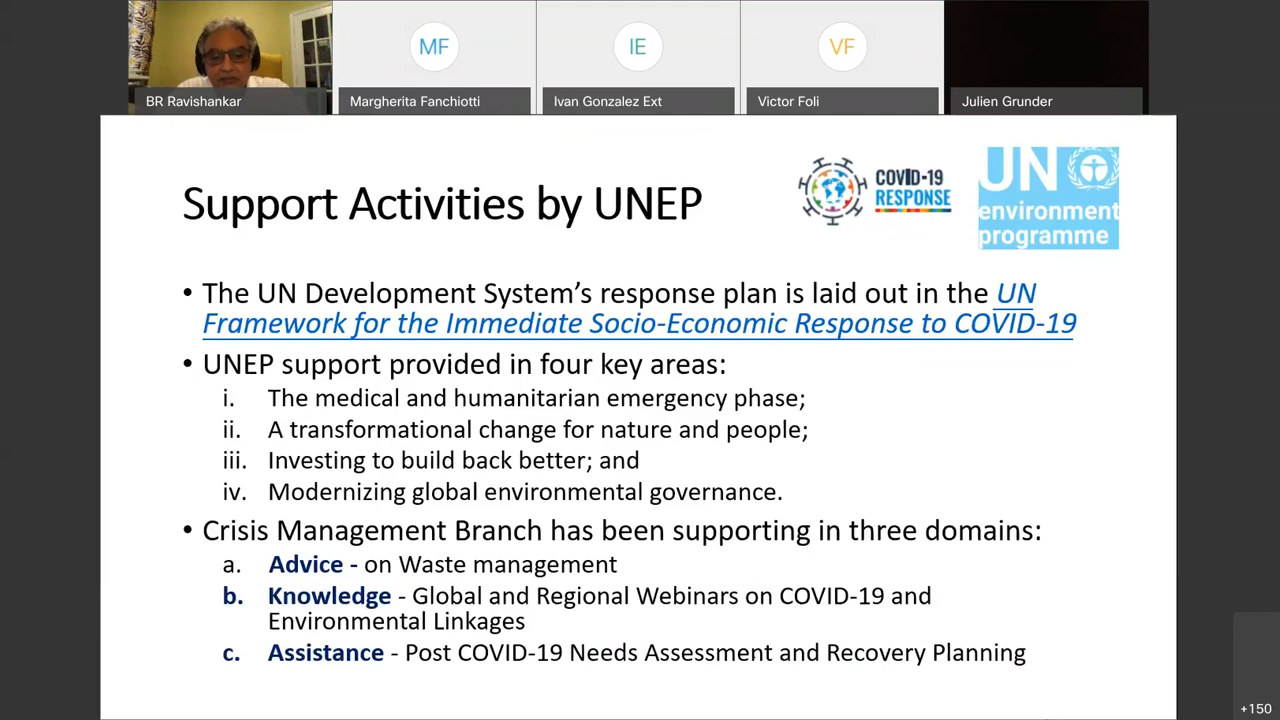 MF
IE
VF
BR Ravishankar
Margherita Fanchiotti
Ivan Gonzalez Ext
Victor Foli
Julien Grunder
Support Activities by UNEP
COVID-19
RESPONSE
UN
environment
programme
• The UN Development System’s response plan is laid out in the UN
Framework for the Immediate Socio-Economic Response to COVID-19
• UNEP support provided in four key areas:
i. The medical and humanitarian emergency phase;
ii. A transformational change for nature and people;
iii. Investing to build back better; and
iv. Modernizing global environmental governance.
• Crisis Management Branch has been supporting in three domains:
a. Advice - on Waste management
b. Knowledge - Global and Regional Webinars on COVID-19 and
Environmental Linkages
c. Assistance - Post COVID-19 Needs Assessment and Recovery Planning
+150